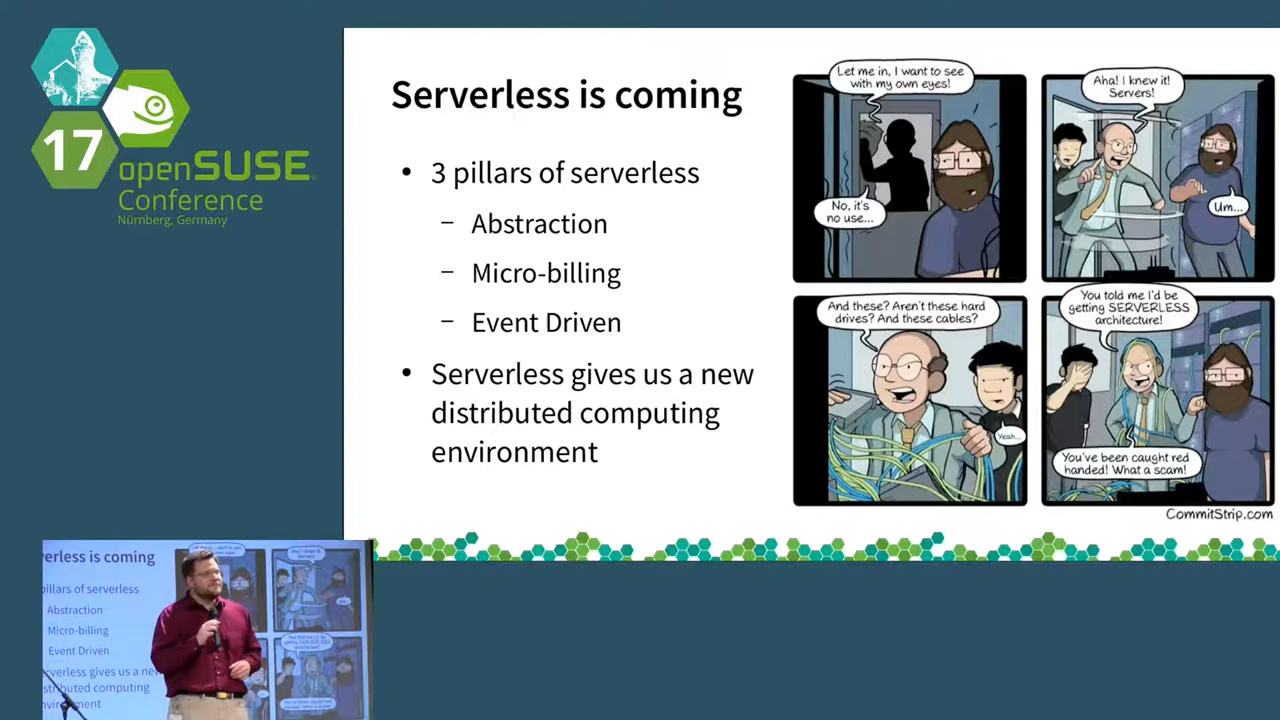 17
openSUSE
Conference
Nürnberg, Germany
Serverless is coming
• 3 pillars of serverless
– Abstraction
– Micro-billing
– Event Driven
• Serverless gives us a new
distributed computing
environment
Let me in, I want to see
with my own eyes!
No, it's
no use...
Aha! I knew it!
Servers!
Um...
And these? Aren't these hard
drives? And these cables?
Yeah...
You told me I'd be
getting SERVERLESS
architecture!
You've been caught red
handed! What a scam!
CommitStrip.com
verless is coming
pillars of serverless
Abstraction
Micro-billing
Event Driven
erverless gives us a new
stributed computing